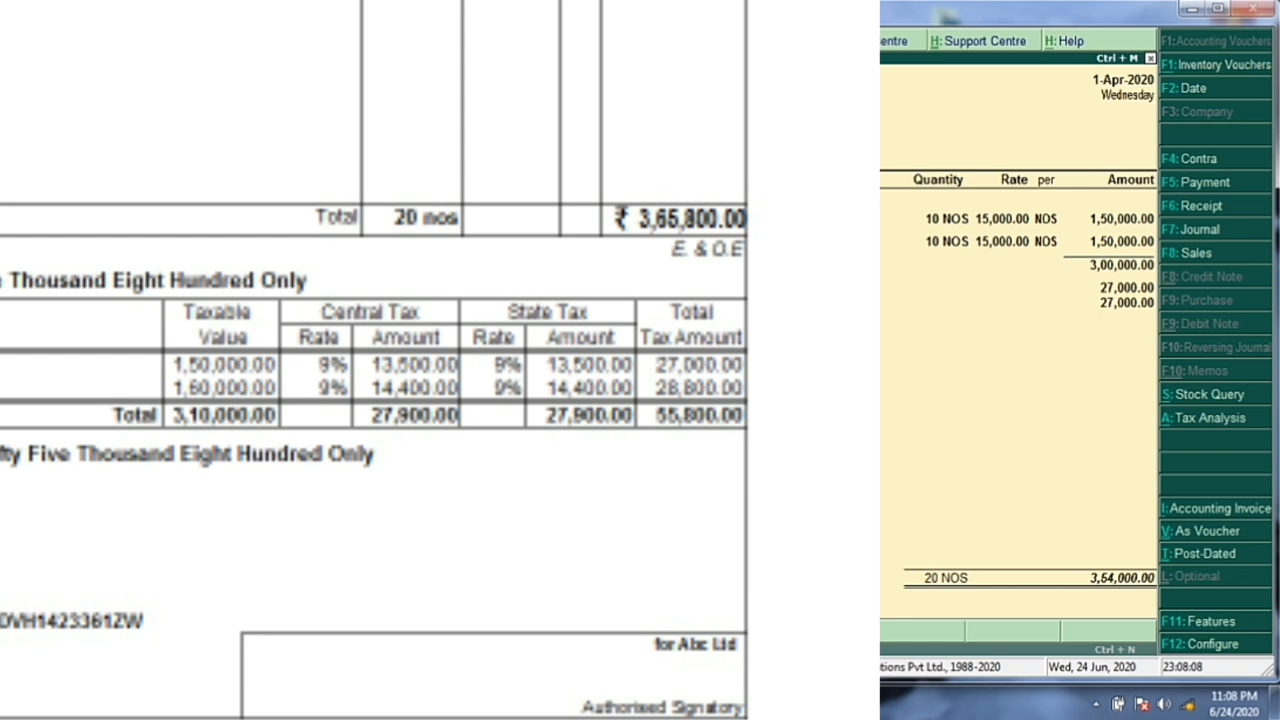 Total 20 nos ₹ 3,65,800.00
E. & O.E
Thousand Eight Hundred Only
Taxable Central Tax State Tax Total
Value Rate Amount Rate Amount Tax Amount
1,50,000.00 9% 13,500.00 9% 13,500.00 27,000.00
1,60,000.00 9% 14,400.00 9% 14,400.00 28,800.00
Total 3,10,000.00 27,900.00 27,900.00 55,800.00
fty Five Thousand Eight Hundred Only
DVH1423361ZW
for Abc Ltd
Authorised Signatory
entre H: Support Centre H: Help
Ctrl + M
1-Apr-2020
Wednesday
Quantity Rate per Amount
10 NOS 15,000.00 NOS 1,50,000.00
10 NOS 15,000.00 NOS 1,50,000.00
3,00,000.00
27,000.00
27,000.00
20 NOS 3,54,000.00
Ctrl + N
tions Pvt Ltd., 1988-2020 Wed, 24 Jun, 2020 23:08:08
F1: Accounting Vouchers
F1: Inventory Vouchers
F2: Date
F3: Company
F4: Contra
F5: Payment
F6: Receipt
F7: Journal
F8: Sales
F8: Credit Note
F9: Purchase
F9: Debit Note
F10: Reversing Journal
F10: Memos
S: Stock Query
A: Tax Analysis
I: Accounting Invoice
V: As Voucher
T: Post-Dated
L: Optional
F11: Features
F12: Configure
11:08 PM
6/24/2020